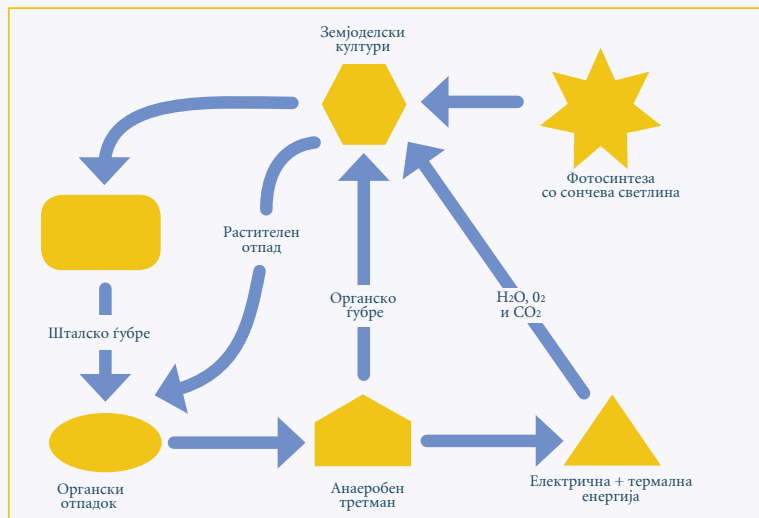 Земјоделски
култури
Фотосинтеза
со сончева светлина
Растителен
отпад
Органско
ѓубре
H2O, 02
и CO2
Шталско ѓубре
Органски
отпадок
Анаеробен
третман
Електрична + термална
енергија